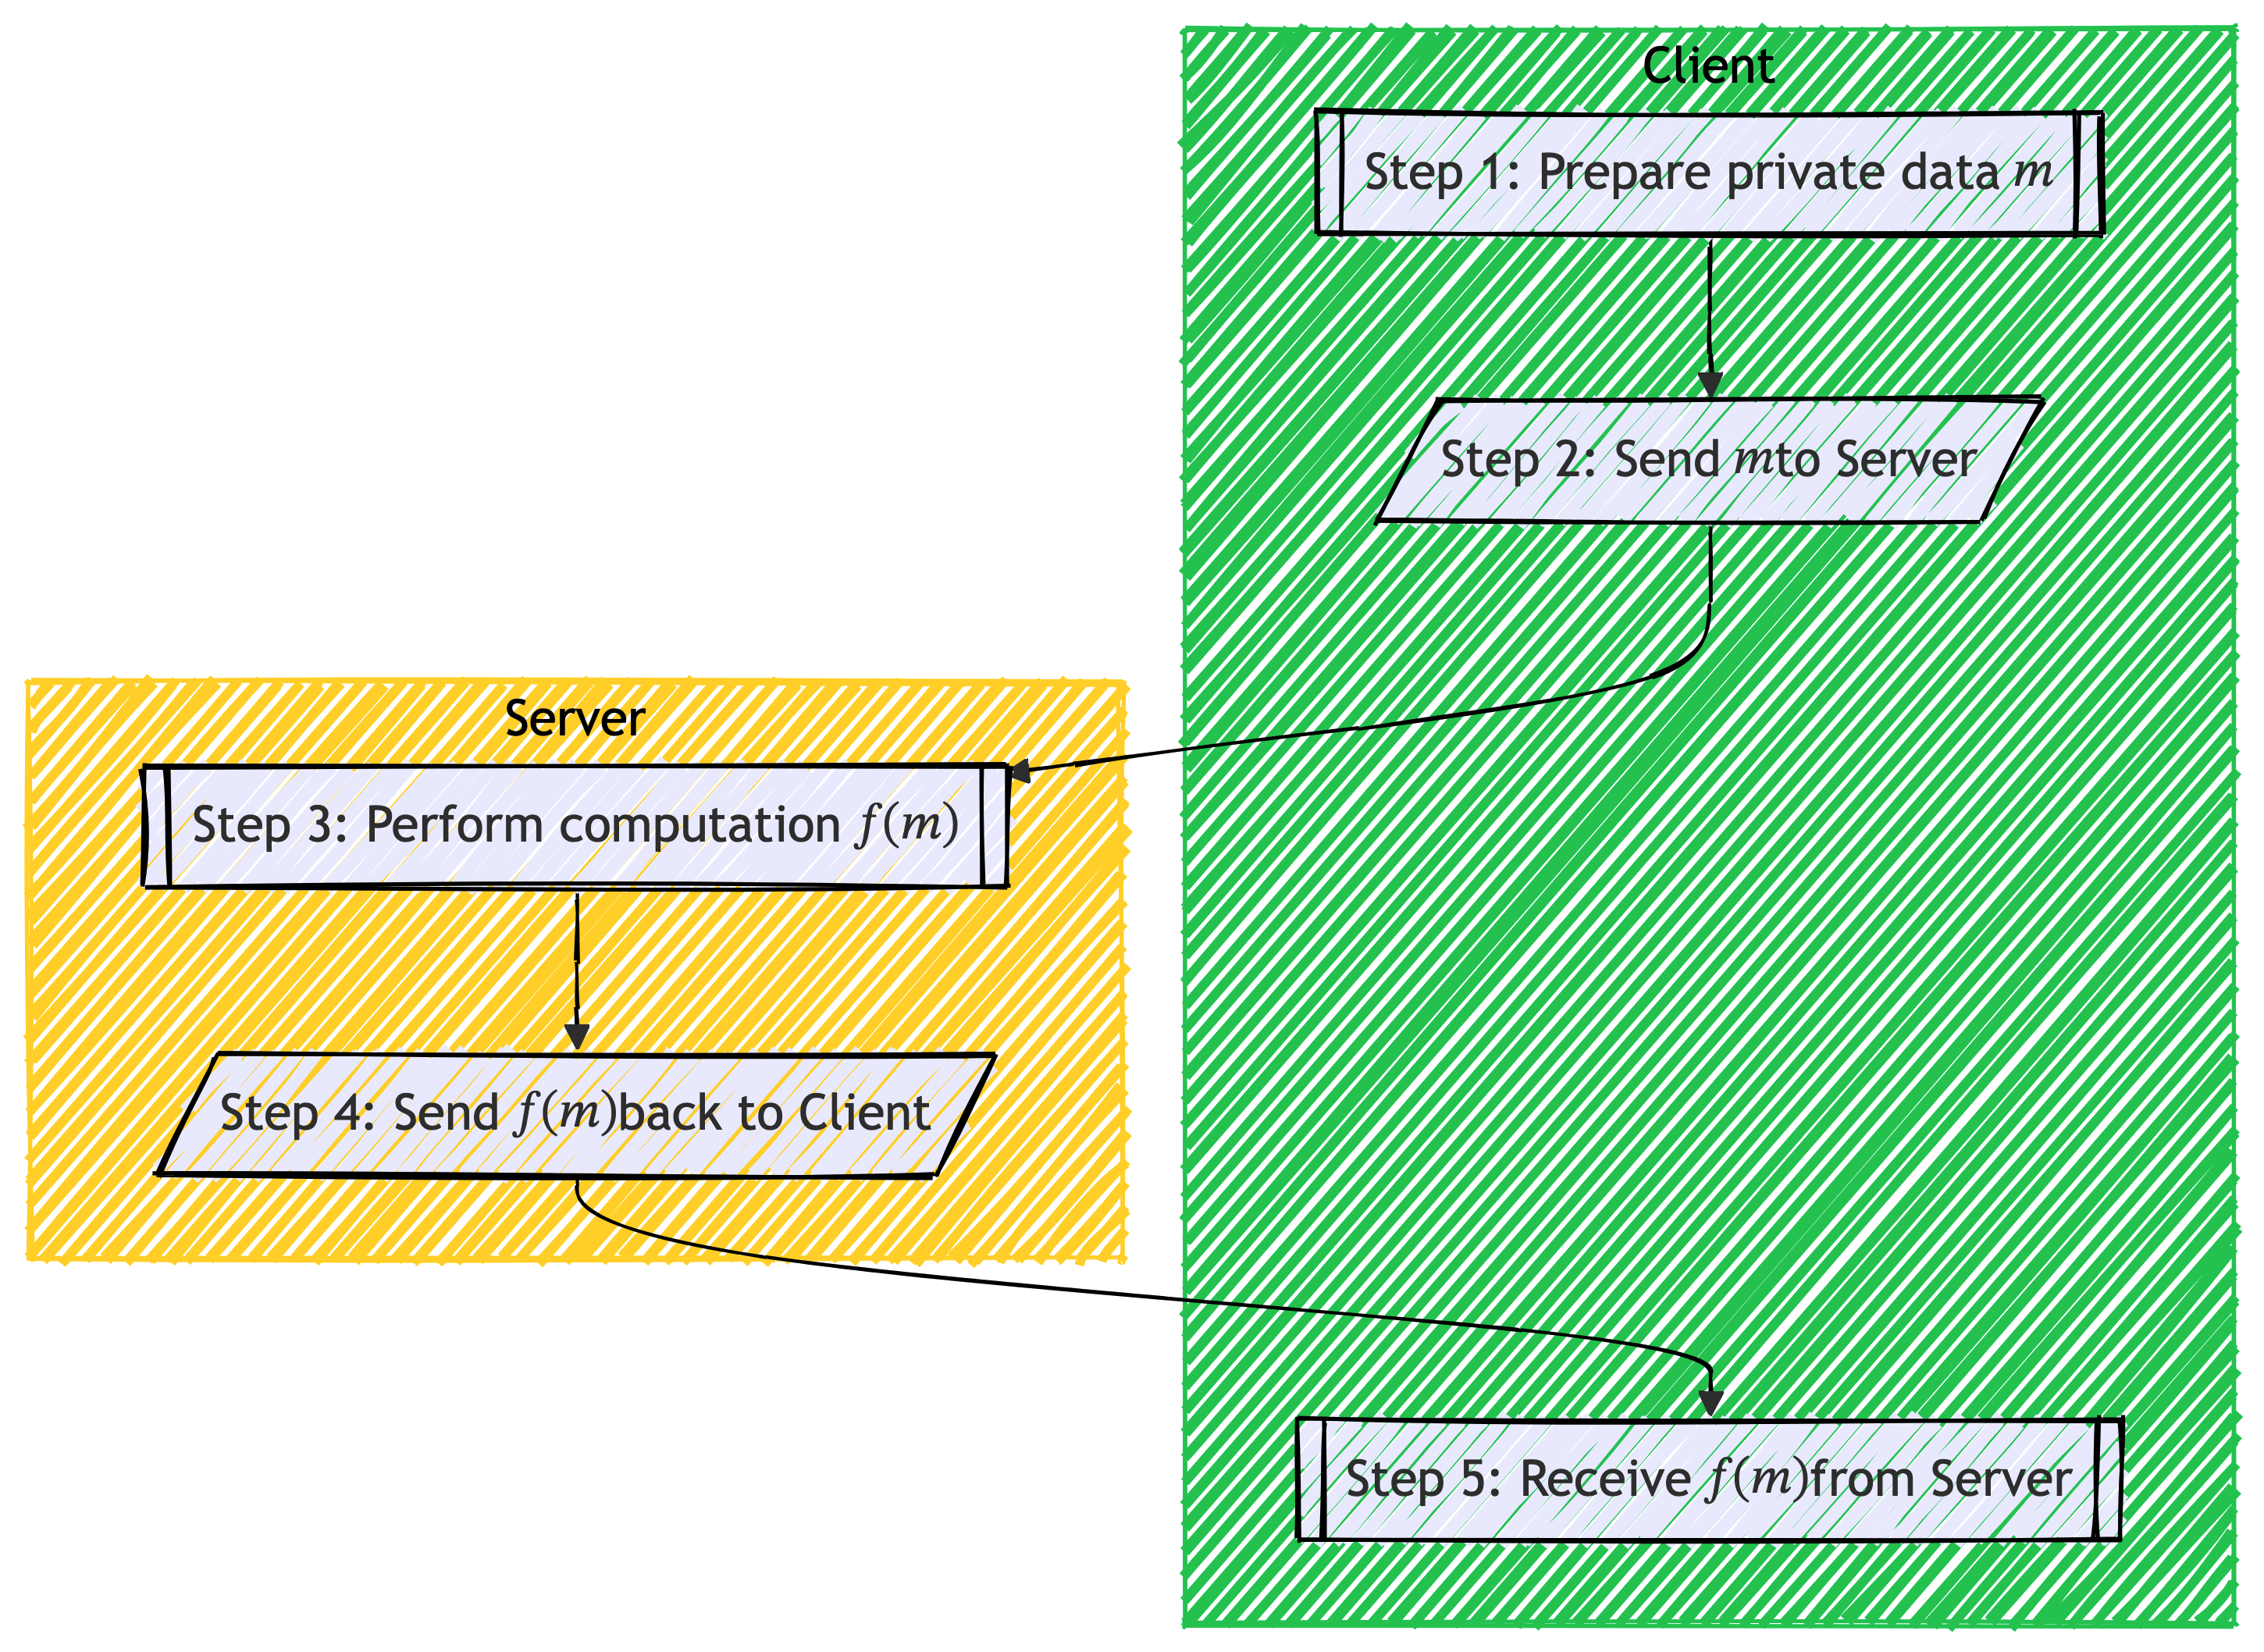 Client
Step 1: Prepare private data m
Step 2: Send m to Server
Server
Step 3: Perform computation f(m)
Step 4: Send f(m) back to Client
Step 5: Receive f(m) from Server